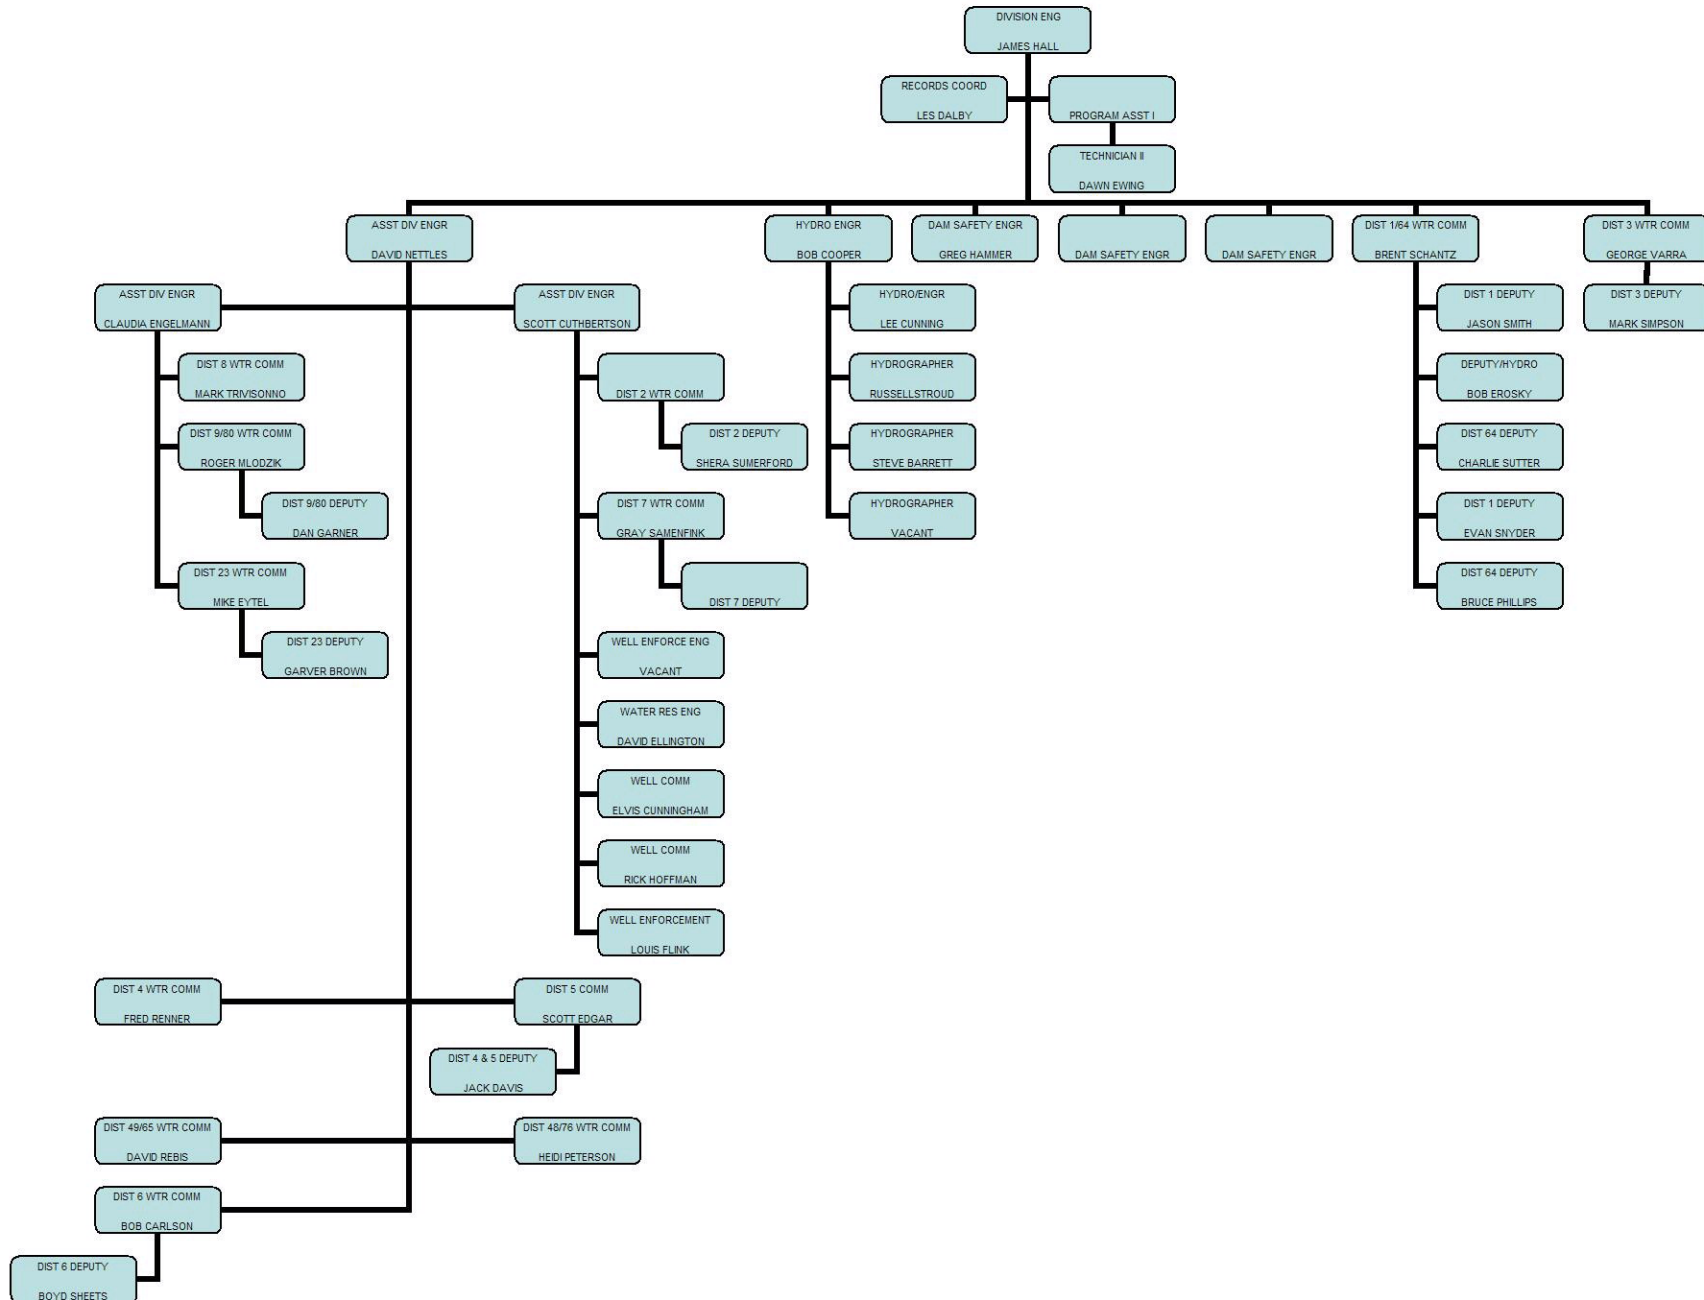 DIVISION ENG
JAMES HALL
RECORDS COORD
LES DALBY
PROGRAM ASST I
TECHNICIAN II
DAWN EWING
ASST DIV ENGR
DAVID NETTLES
HYDRO ENGR
BOB COOPER
DAM SAFETY ENGR
GREG HAMMER
DAM SAFETY ENGR
DAM SAFETY ENGR
DIST 1/64 WTR COMM
BRENT SCHANTZ
DIST 3 WTR COMM
GEORGE VARRA
ASST DIV ENGR
CLAUDIA ENGELMANN
ASST DIV ENGR
SCOTT CUTHBERTSON
HYDRO/ENGR
LEE CUNNING
DIST 1 DEPUTY
JASON SMITH
DIST 3 DEPUTY
MARK SIMPSON
DIST 8 WTR COMM
MARK TRIVISONNO
DIST 2 WTR COMM
HYDROGRAPHER
RUSSELLSTROUD
DEPUTY/HYDRO
BOB EROSKY
DIST 9/80 WTR COMM
ROGER MLODZIK
DIST 2 DEPUTY
SHERA SUMERFORD
HYDROGRAPHER
STEVE BARRETT
DIST 64 DEPUTY
CHARLIE SUTTER
DIST 9/80 DEPUTY
DAN GARNER
DIST 7 WTR COMM
GRAY SAMENFINK
HYDROGRAPHER
VACANT
DIST 1 DEPUTY
EVAN SNYDER
DIST 23 WTR COMM
MIKE EYTEL
DIST 7 DEPUTY
DIST 64 DEPUTY
BRUCE PHILLIPS
DIST 23 DEPUTY
GARVER BROWN
WELL ENFORCE ENG
VACANT
WATER RES ENG
DAVID ELLINGTON
WELL COMM
ELVIS CUNNINGHAM
WELL COMM
RICK HOFFMAN
WELL ENFORCEMENT
LOUIS FLINK
DIST 4 WTR COMM
FRED RENNER
DIST 5 COMM
SCOTT EDGAR
DIST 4 & 5 DEPUTY
JACK DAVIS
DIST 49/65 WTR COMM
DAVID REBIS
DIST 48/76 WTR COMM
HEIDI PETERSON
DIST 6 WTR COMM
BOB CARLSON
DIST 6 DEPUTY
BOYD SHEETS